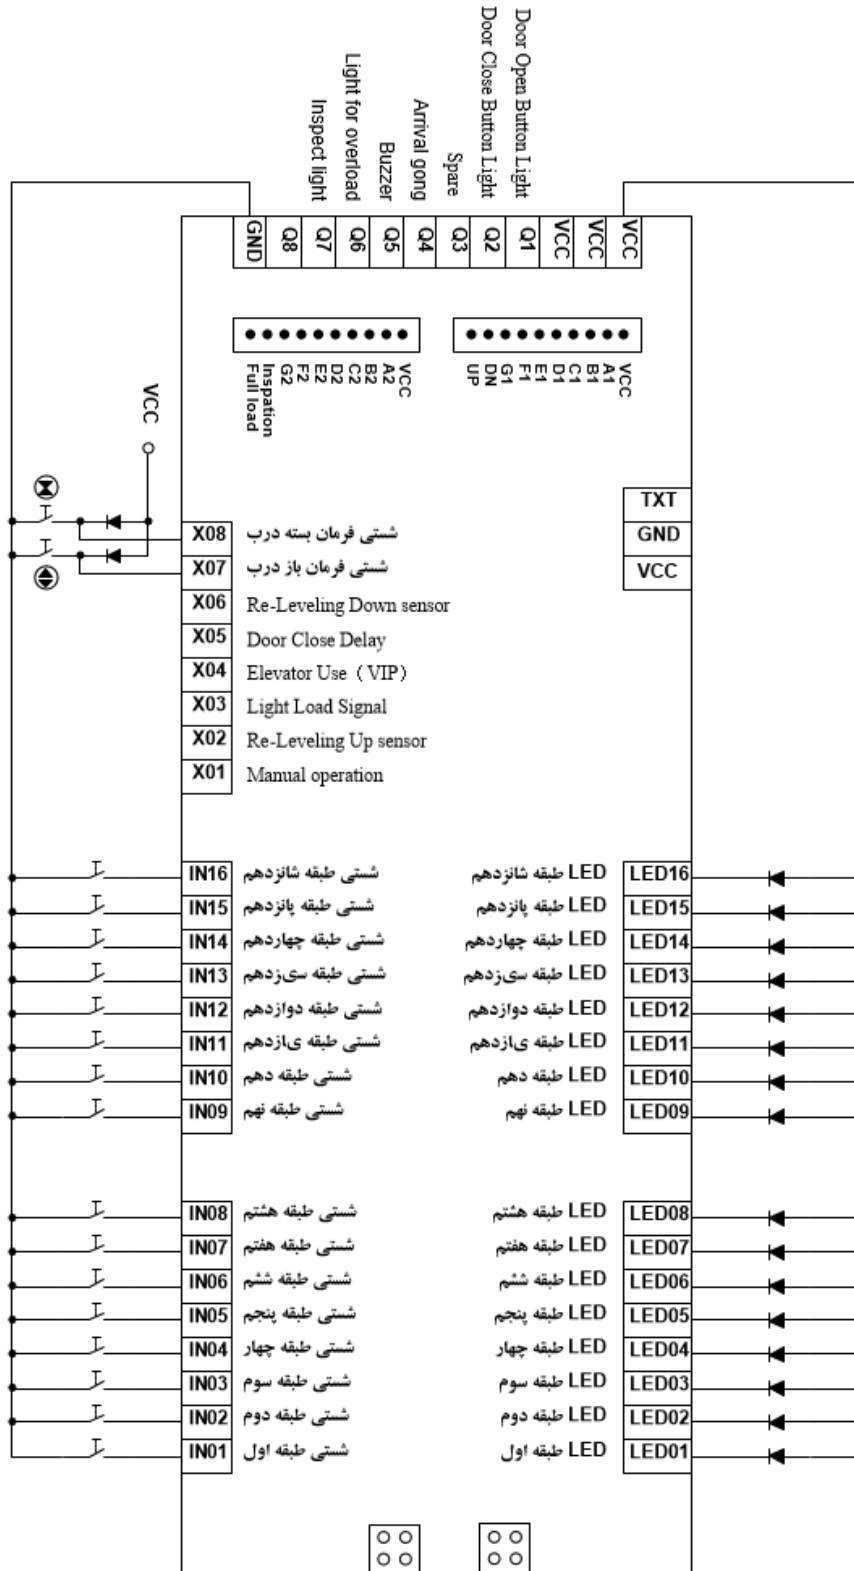 Door Open Button Light
Door Close Button Light
Spare
Arrival gong
Buzzer
Light for overload
Inspect light
GND Q8 Q7 Q6 Q5 Q4 Q3 Q2 Q1 VCC VCC VCC
Full load Inspation G2 F2 E2 D2 C2 B2 A2 VCC
UP DN G1 F1 E1 D1 C1 B1 A1 VCC
VCC
TXT
GND
VCC
X08 شستی فرمان بسته درب
X07 شستی فرمان باز درب
X06 Re-Leveling Down sensor
X05 Door Close Delay
X04 Elevator Use (VIP)
X03 Light Load Signal
X02 Re-Leveling Up sensor
X01 Manual operation
IN16 شستی طبقه شانزدهم LED طبقه شانزدهم LED16
IN15 شستی طبقه پانزدهم LED طبقه پانزدهم LED15
IN14 شستی طبقه چهاردهم LED طبقه چهاردهم LED14
IN13 شستی طبقه سی‌زدهم LED طبقه سی‌زدهم LED13
IN12 شستی طبقه دوازدهم LED طبقه دوازدهم LED12
IN11 شستی طبقه ی‌ازدهم LED طبقه ی‌ازدهم LED11
IN10 شستی طبقه دهم LED طبقه دهم LED10
IN09 شستی طبقه نهم LED طبقه نهم LED09
IN08 شستی طبقه هشتم LED طبقه هشتم LED08
IN07 شستی طبقه هفتم LED طبقه هفتم LED07
IN06 شستی طبقه ششم LED طبقه ششم LED06
IN05 شستی طبقه پنجم LED طبقه پنجم LED05
IN04 شستی طبقه چهار LED طبقه چهار LED04
IN03 شستی طبقه سوم LED طبقه سوم LED03
IN02 شستی طبقه دوم LED طبقه دوم LED02
IN01 شستی طبقه اول LED طبقه اول LED01